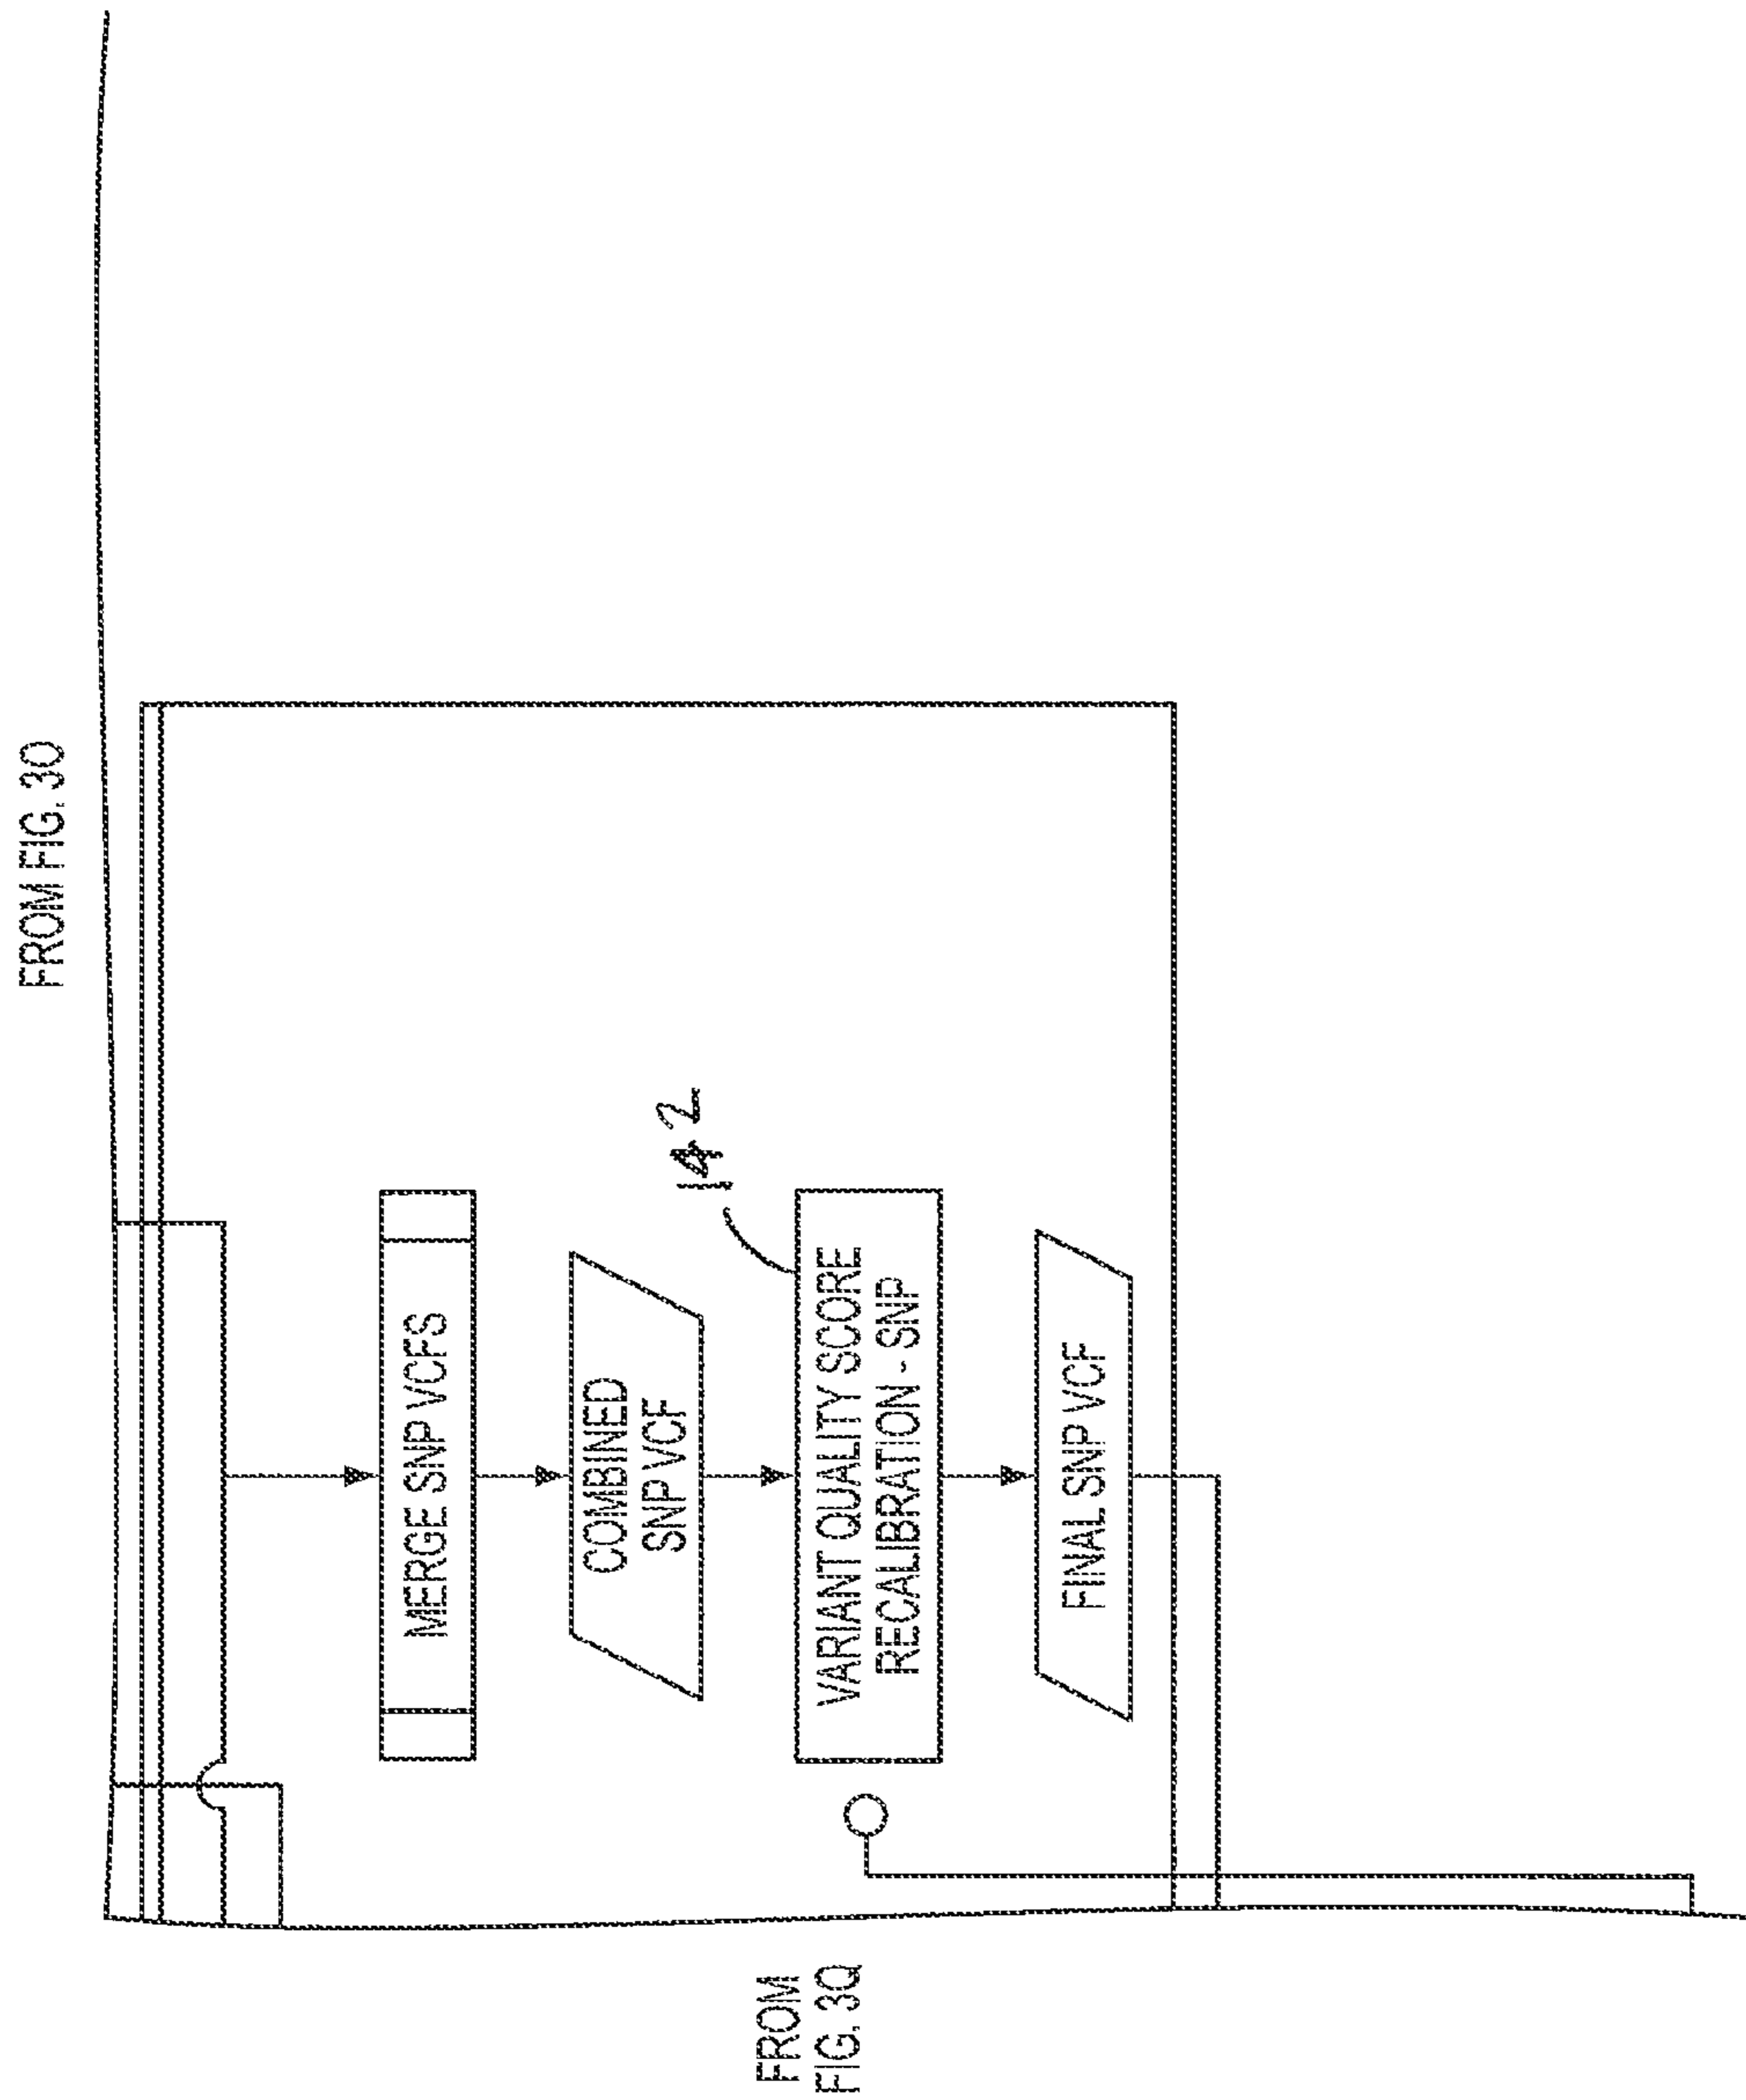 FROM FIG. 3O
MERGE SNP VCFS
COMBINED
SNP VCF
142
VARIANT QUALITY SCORE
RECALIBRATION - SNP
FINAL SNP VCF
FROM
FIG. 3Q